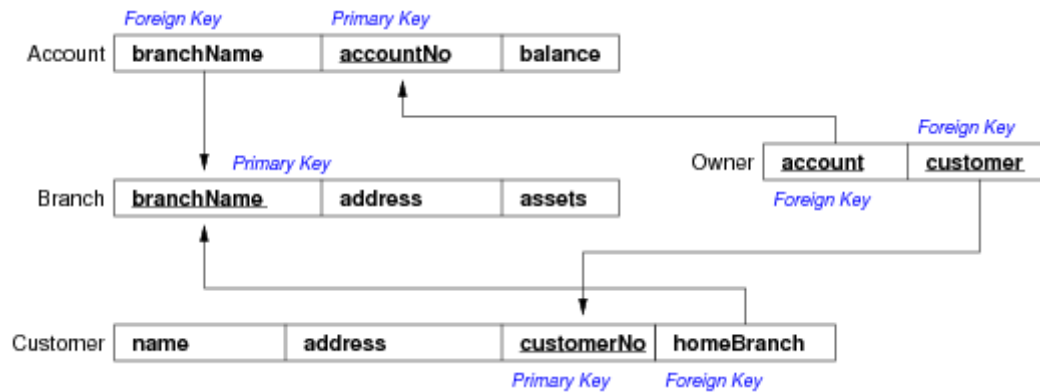 Foreign Key Primary Key
Account branchName accountNo balance
Foreign Key
Primary Key
Owner account customer
Branch branchName address assets
Foreign Key
Customer name address customerNo homeBranch
Primary Key Foreign Key